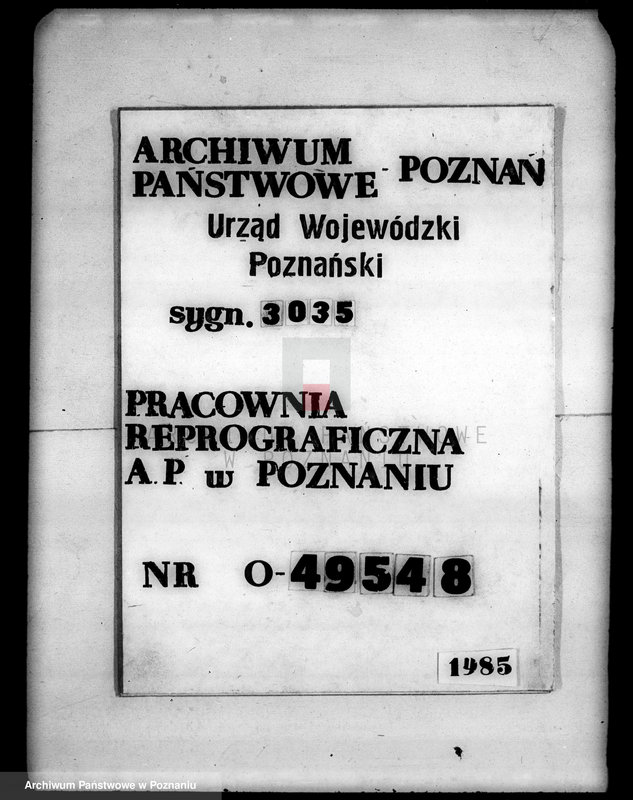 ARCHIWUM
PAŃSTWOWE - POZNAŃ
Urząd Wojewódzki
Poznański
sygn. 3035
PRACOWNIA
REPROGRAFICZNA
A.P. w POZNANIU
NR O-49548
1985
Archiwum Państwowe w Poznaniu